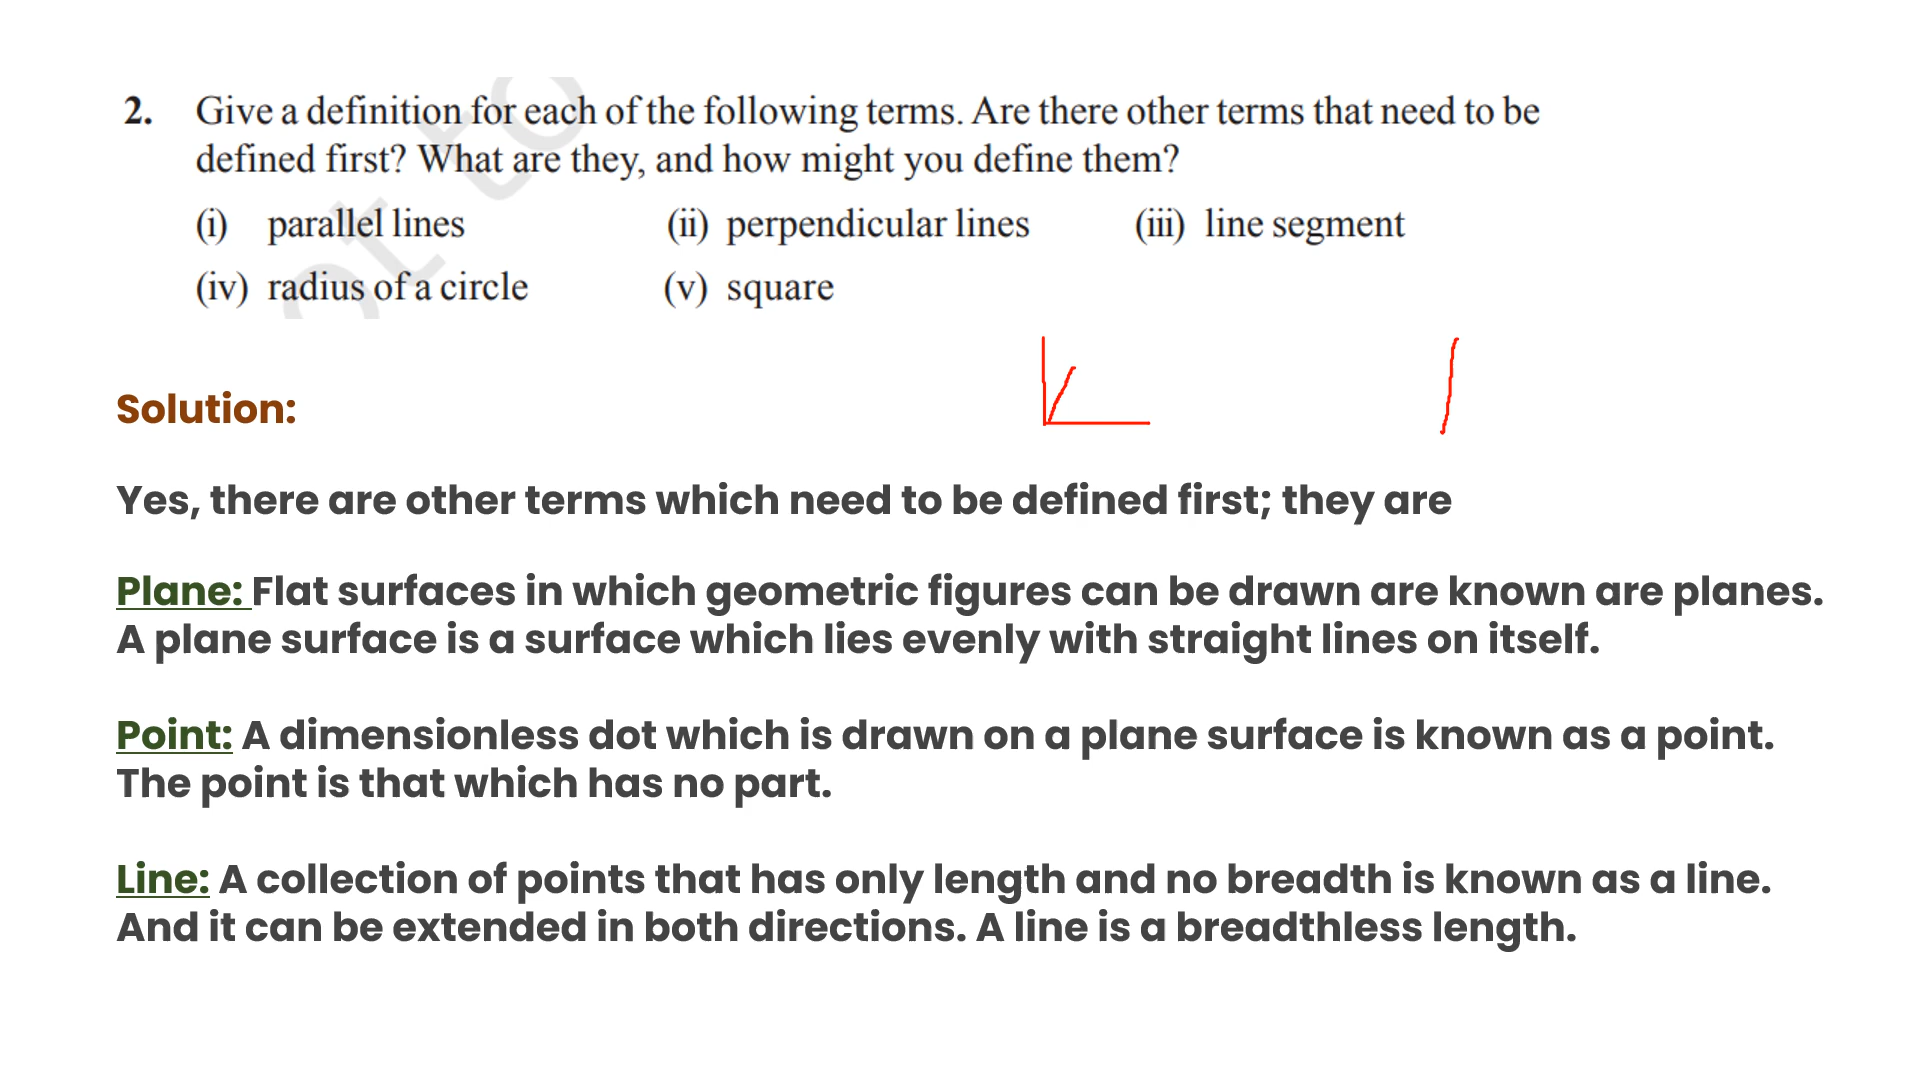 2. Give a definition for each of the following terms. Are there other terms that need to be
defined first? What are they, and how might you define them?
(i) parallel lines (ii) perpendicular lines (iii) line segment
(iv) radius of a circle (v) square
Solution:
Yes, there are other terms which need to be defined first; they are
Plane: Flat surfaces in which geometric figures can be drawn are known are planes.
A plane surface is a surface which lies evenly with straight lines on itself.
Point: A dimensionless dot which is drawn on a plane surface is known as a point.
The point is that which has no part.
Line: A collection of points that has only length and no breadth is known as a line.
And it can be extended in both directions. A line is a breadthless length.